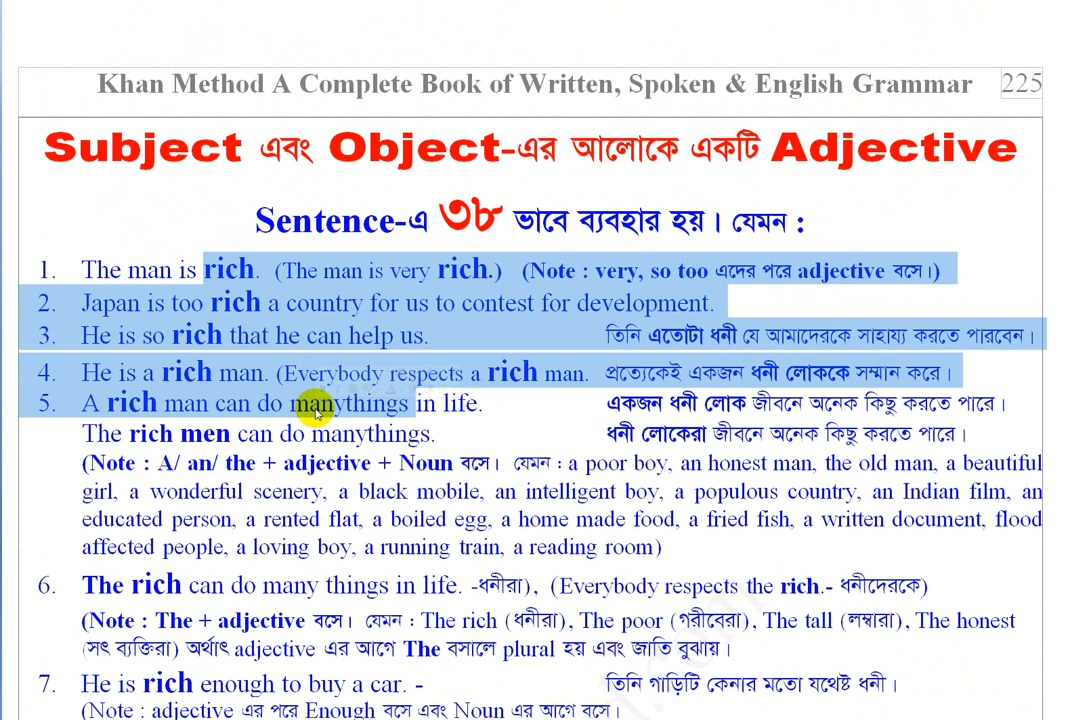 Khan Method A Complete Book of Written, Spoken & English Grammar 225
Subject এবং Object-এর আলোকে একটি Adjective
Sentence-এ ৩৮ ভাবে ব্যবহার হয়। যেমন :
1. The man is rich. (The man is very rich.) (Note : very, so too এদের পরে adjective বসে।)
2. Japan is too rich a country for us to contest for development.
3. He is so rich that he can help us. তিনি এতোটা ধনী যে আমাদেরকে সাহায্য করতে পারবেন।
4. He is a rich man. (Everybody respects a rich man. প্রত্যেকেই একজন ধনী লোককে সম্মান করে।
5. A rich man can do manythings in life. একজন ধনী লোক জীবনে অনেক কিছু করতে পারে।
The rich men can do manythings. ধনী লোকেরা জীবনে অনেক কিছু করতে পারে।
(Note : A/ an/ the + adjective + Noun বসে। যেমন : a poor boy, an honest man, the old man, a beautiful
girl, a wonderful scenery, a black mobile, an intelligent boy, a populous country, an Indian film, an
educated person, a rented flat, a boiled egg, a home made food, a fried fish, a written document, flood
affected people, a loving boy, a running train, a reading room)
6. The rich can do many things in life. -ধনীরা), (Everybody respects the rich.- ধনীদেরকে)
(Note : The + adjective বসে। যেমন : The rich (ধনীরা), The poor (গরীবেরা), The tall (লম্বারা), The honest
(সৎ ব্যক্তিরা) অর্থাৎ adjective এর আগে The বসালে plural হয় এবং জাতি বুঝায়।
7. He is rich enough to buy a car. - তিনি গাড়িটি কেনার মতো যথেষ্ট ধনী।
(Note : adjective এর পরে Enough বসে এবং Noun এর আগে বসে।